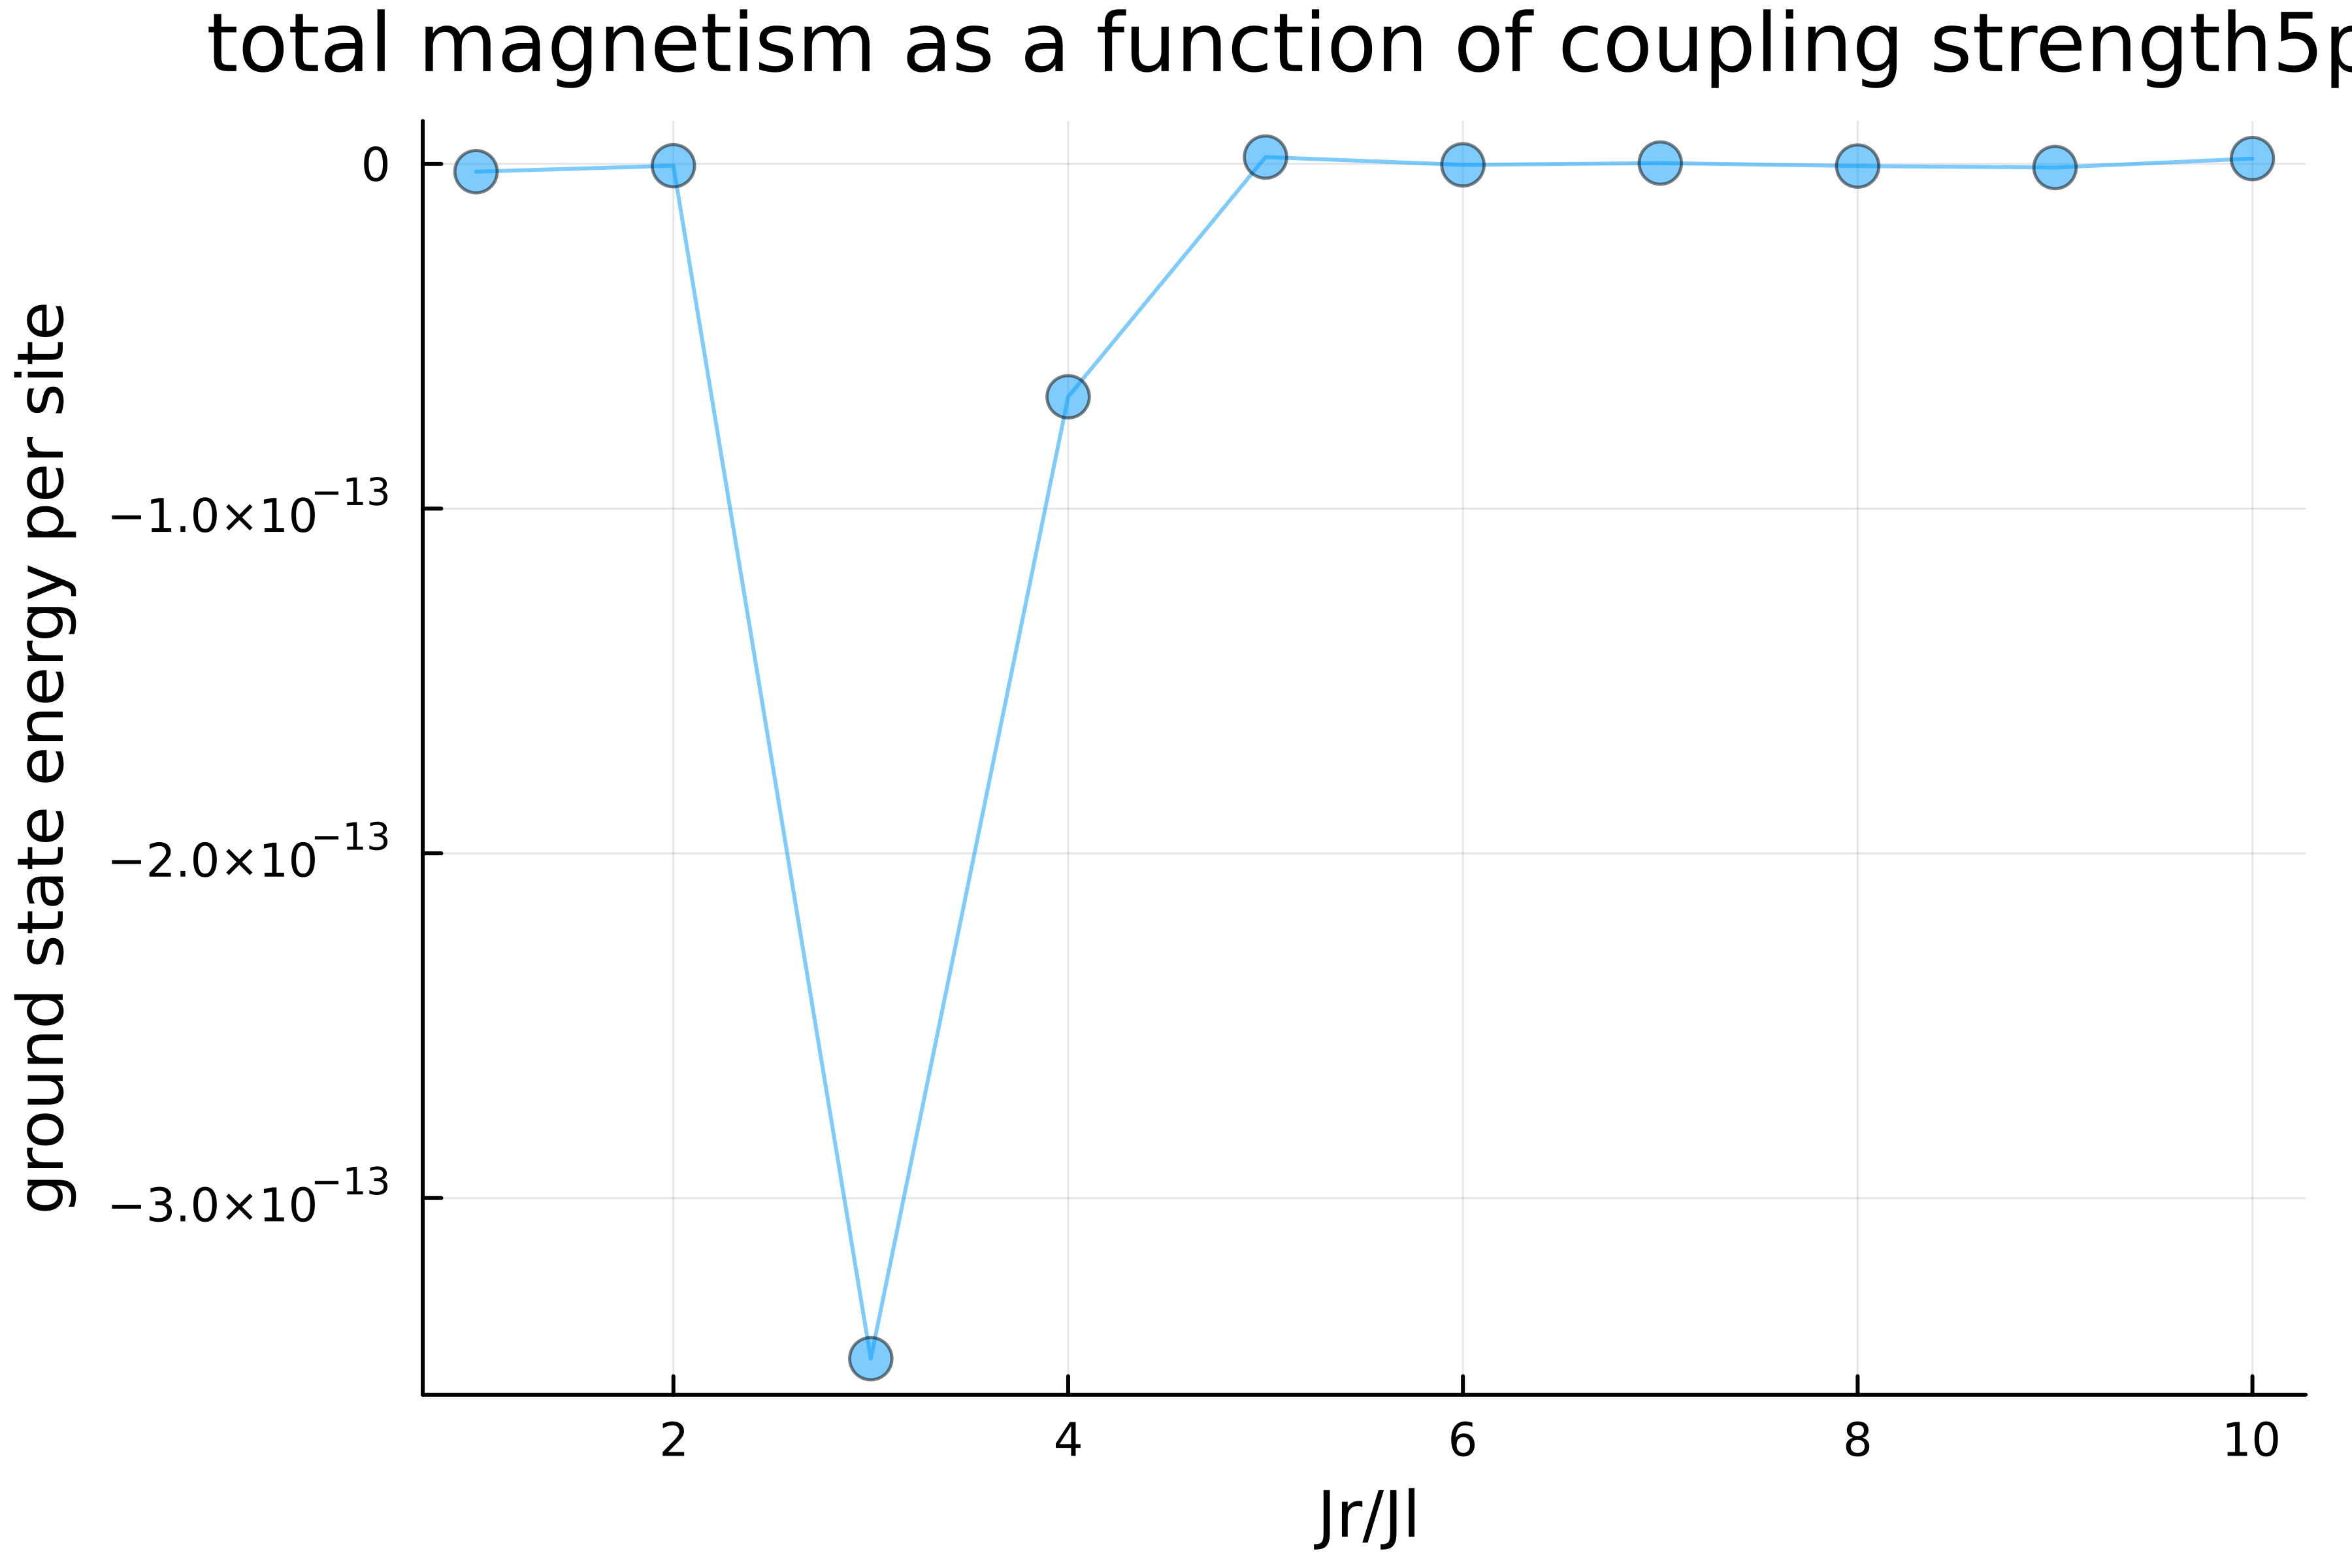 total magnetism as a function of coupling strength5p
ground state energy per site
0
−1.0×10⁻¹³
−2.0×10⁻¹³
−3.0×10⁻¹³
2 4 6 8 10
Jr/Jl